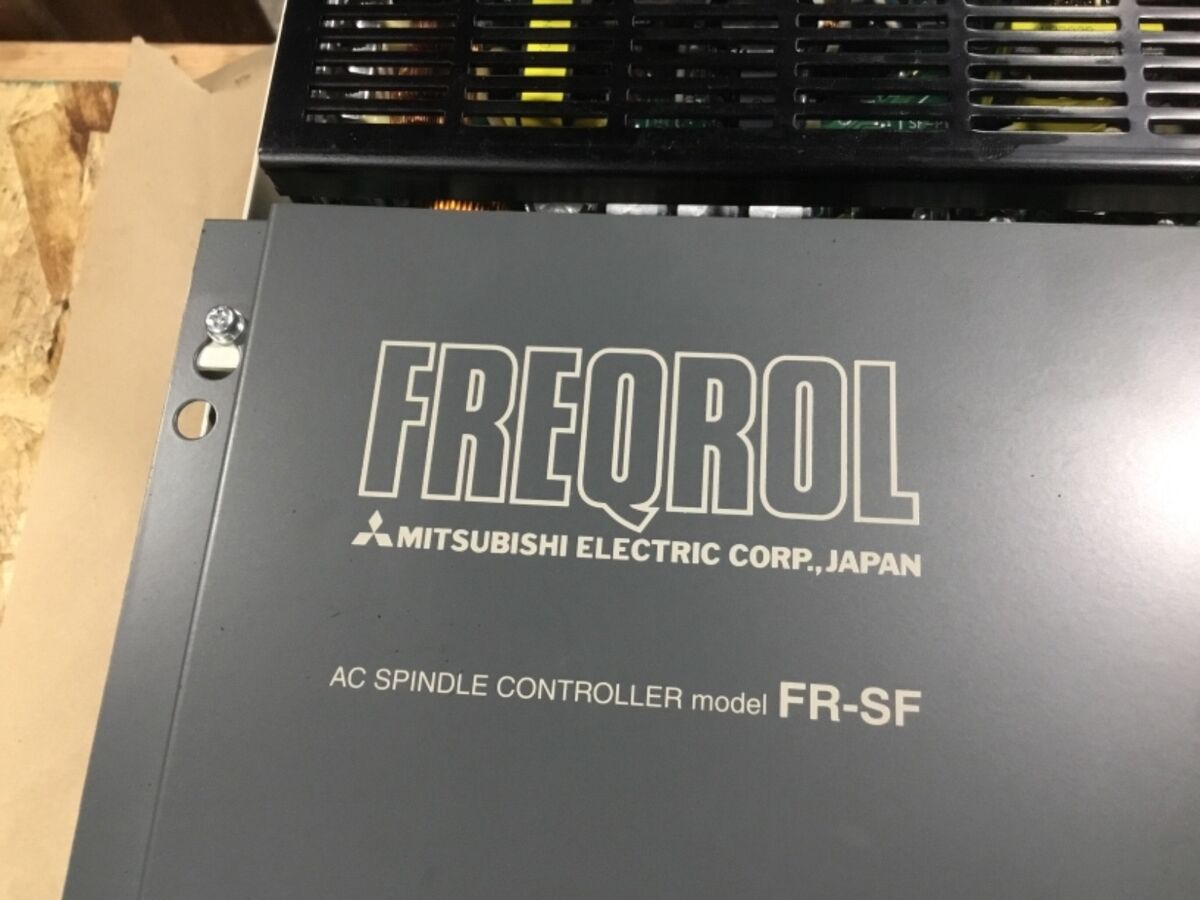 FREQROL
MITSUBISHI ELECTRIC CORP., JAPAN
AC SPINDLE CONTROLLER model FR-SF